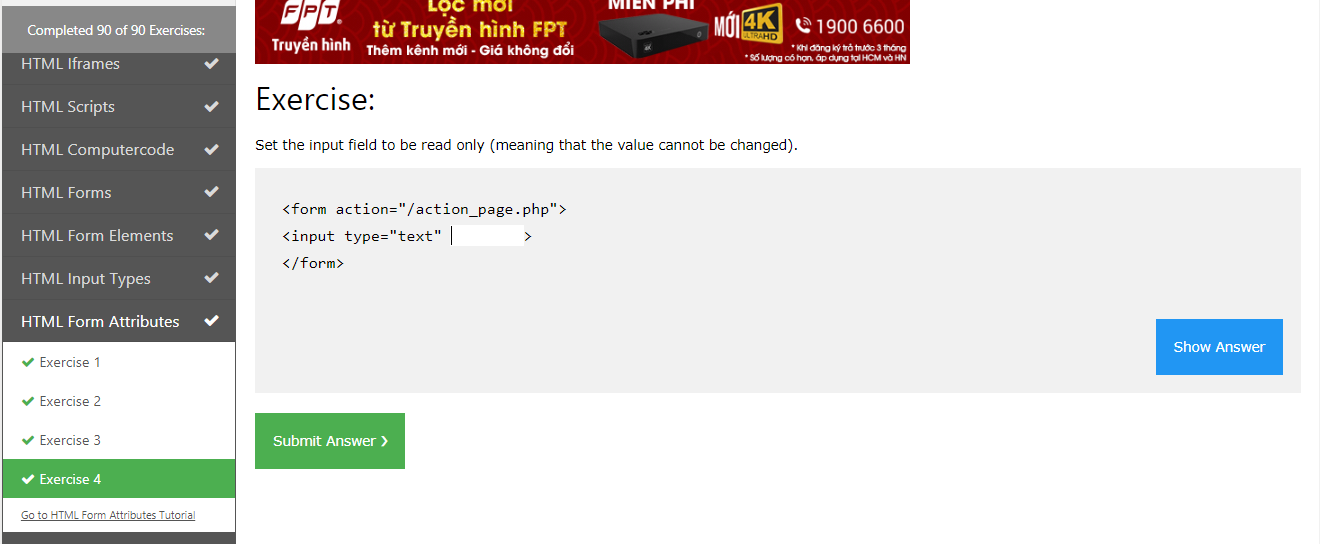 Completed 90 of 90 Exercises:
HTML Iframes
HTML Scripts
HTML Computercode
HTML Forms
HTML Form Elements
HTML Input Types
HTML Form Attributes
Exercise 1
Exercise 2
Exercise 3
Exercise 4
Go to HTML Form Attributes Tutorial
FPT
Truyền hình
Lọc mới
từ Truyền hình FPT
Thêm kênh mới - Giá không đổi
MIỄN PHÍ
MỚI 4K
ULTRAHD
1900 6600
* Khi đăng ký trả trước 3 tháng
* Số lượng có hạn, áp dụng tại HCM và HN
Exercise:
Set the input field to be read only (meaning that the value cannot be changed).
<form action="/action_page.php">
<input type="text" >
</form>
Show Answer
Submit Answer ❯